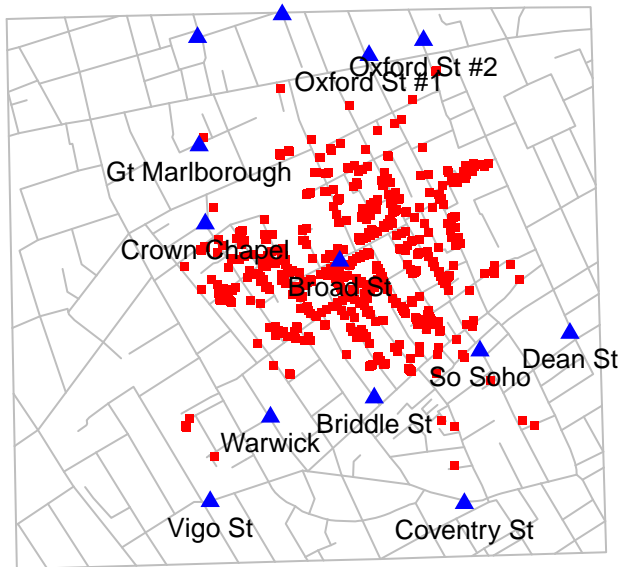 Oxford St #2
Oxford St #1
Gt Marlborough
Crown Chapel
Broad St
Dean St
So Soho
Briddle St
Warwick
Vigo St
Coventry St